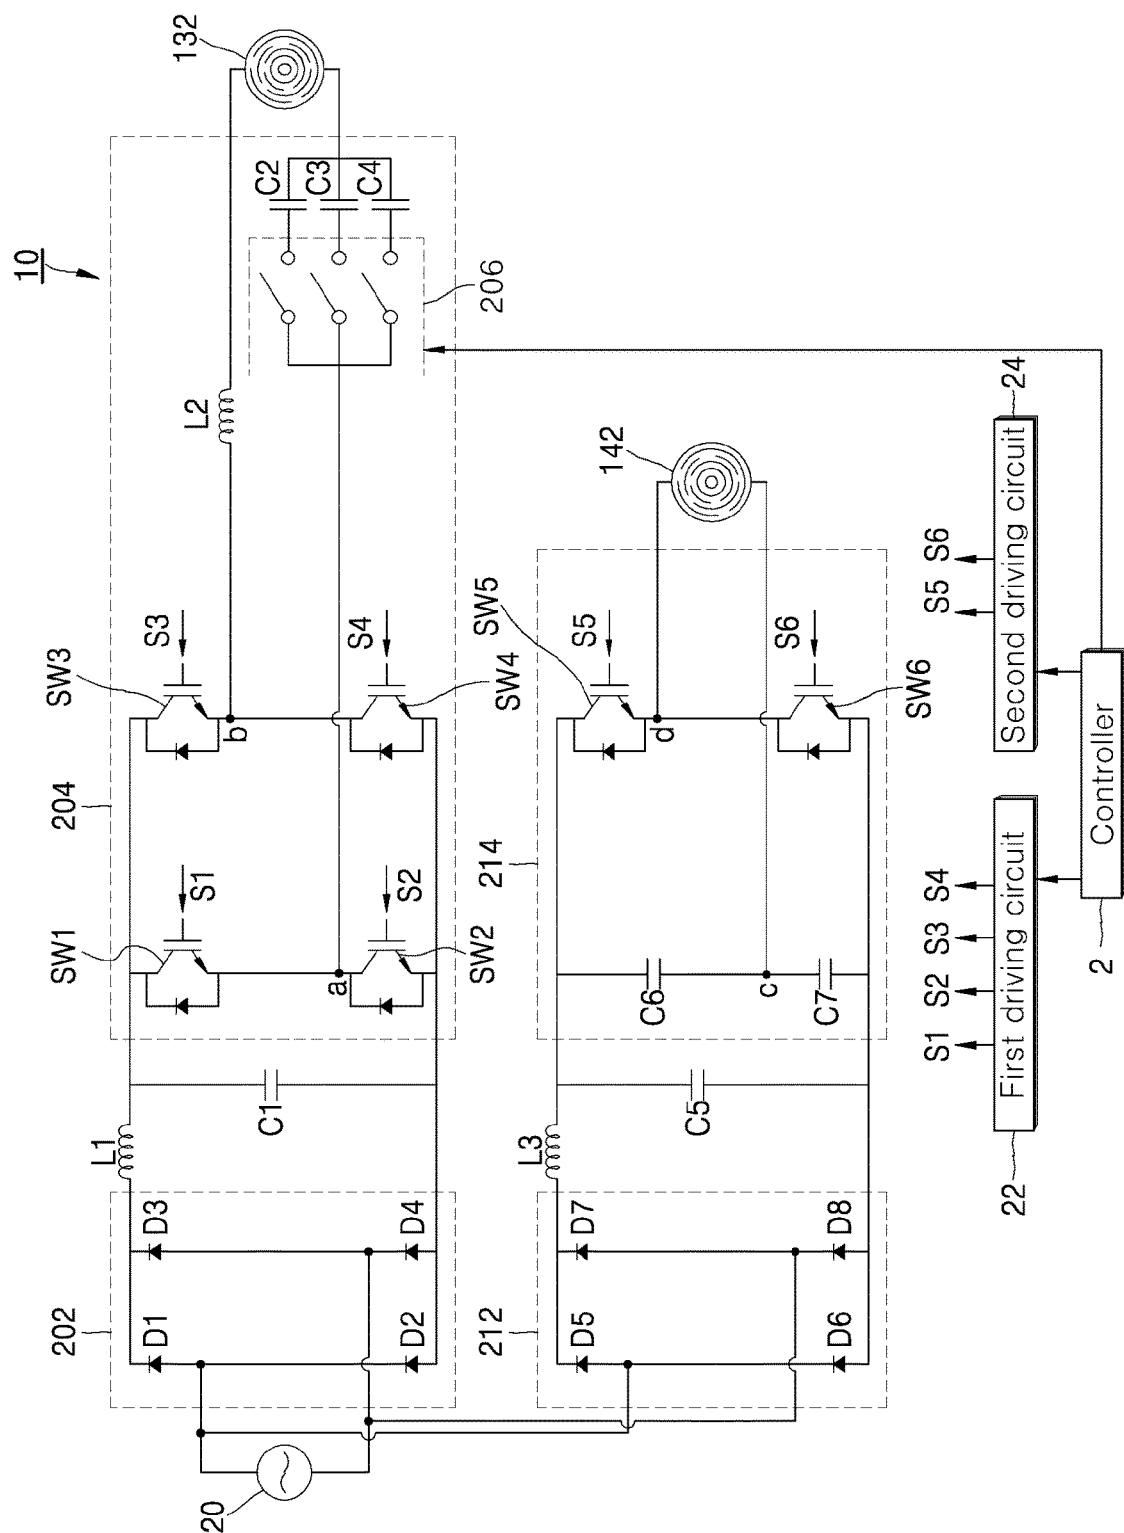 10
202
204
132
D1
D3
L1
SW1
S1
SW3
S3
b
L2
C2
C3
C4
C1
a
S2
SW2
S4
SW4
206
D2
D4
20
212
214
142
D5
D7
L3
SW5
S5
d
C6
c
C7
C5
S6
SW6
D6
D8
S1
S2
S3
S4
S5
S6
22
First driving circuit
Second driving circuit
24
2
Controller